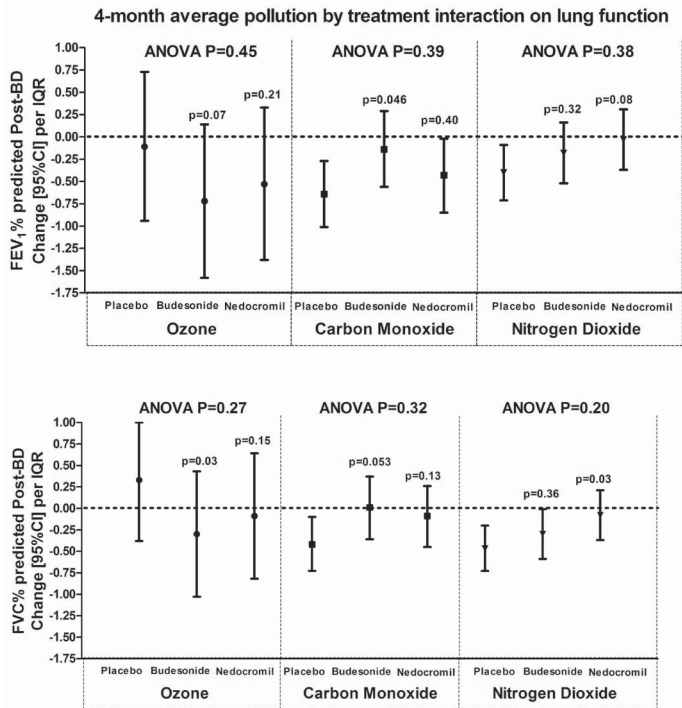 4-month average pollution by treatment interaction on lung function
ANOVA P=0.45 ANOVA P=0.39 ANOVA P=0.38
FEV1% predicted Post-BD
Change [95%CI] per IQR
1.00
0.75
0.50
0.25
0.00
-0.25
-0.50
-0.75
-1.00
-1.25
-1.50
-1.75
p=0.07 p=0.21 p=0.046 p=0.40 p=0.32 p=0.08
Placebo Budesonide Nedocromil Placebo Budesonide Nedocromil Placebo Budesonide Nedocromil
Ozone Carbon Monoxide Nitrogen Dioxide
ANOVA P=0.27 ANOVA P=0.32 ANOVA P=0.20
FVC% predicted Post-BD
Change [95%CI] per IQR
1.00
0.75
0.50
0.25
0.00
-0.25
-0.50
-0.75
-1.00
-1.25
-1.50
-1.75
p=0.03 p=0.15 p=0.053 p=0.13 p=0.36 p=0.03
Placebo Budesonide Nedocromil Placebo Budesonide Nedocromil Placebo Budesonide Nedocromil
Ozone Carbon Monoxide Nitrogen Dioxide